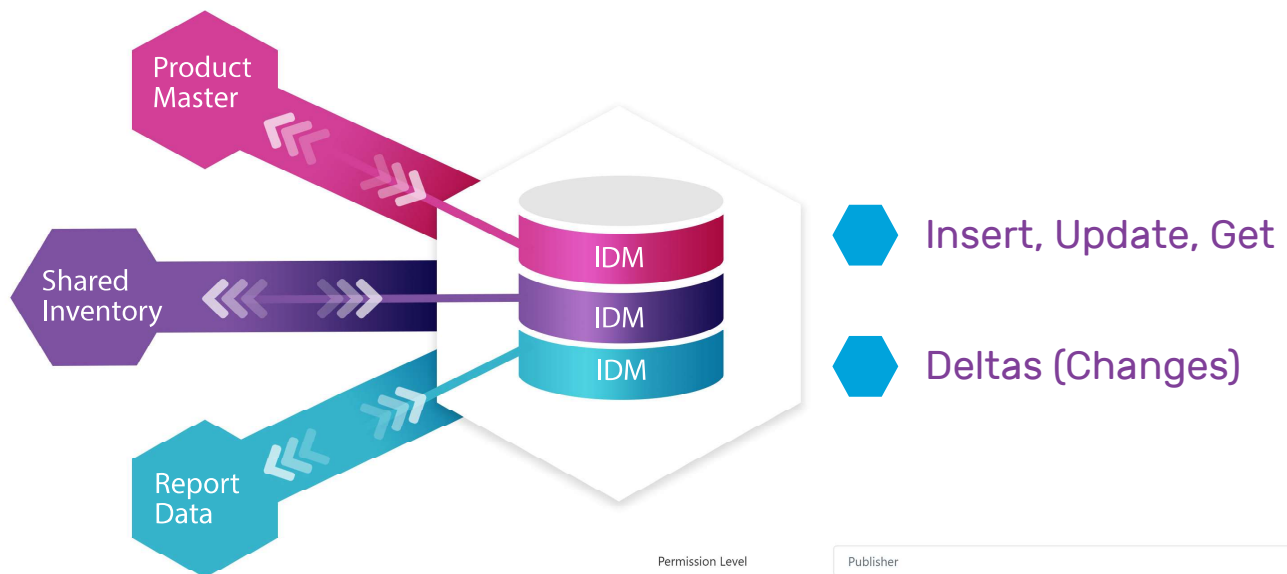 Product
Master
Shared
Inventory
Report
Data
IDM
IDM
IDM
Insert, Update, Get
Deltas (Changes)
Permission Level
Publisher